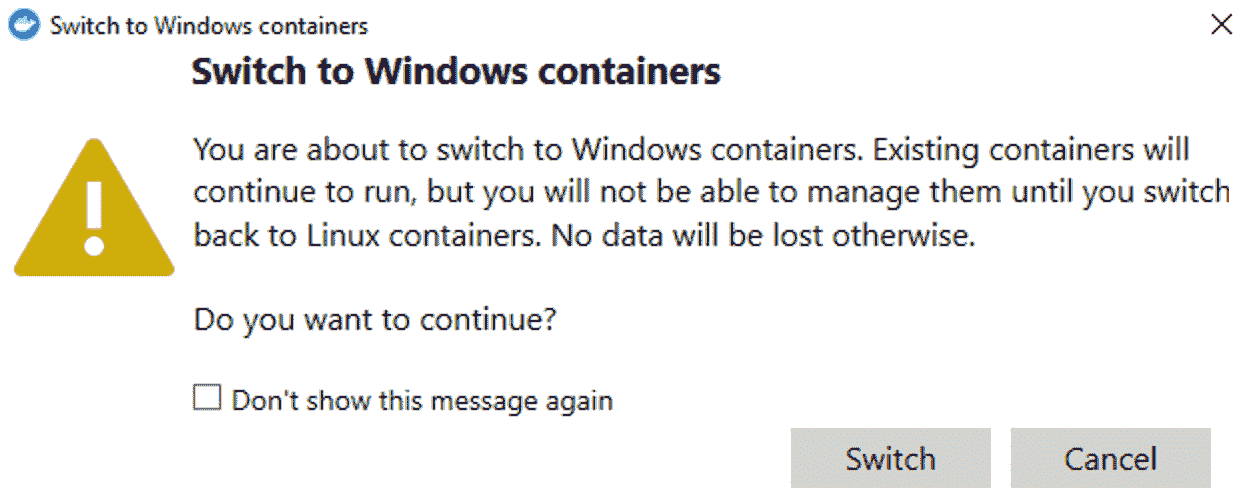 Switch to Windows containers
Switch to Windows containers
You are about to switch to Windows containers. Existing containers will
continue to run, but you will not be able to manage them until you switch
back to Linux containers. No data will be lost otherwise.
Do you want to continue?
Don't show this message again
Switch
Cancel